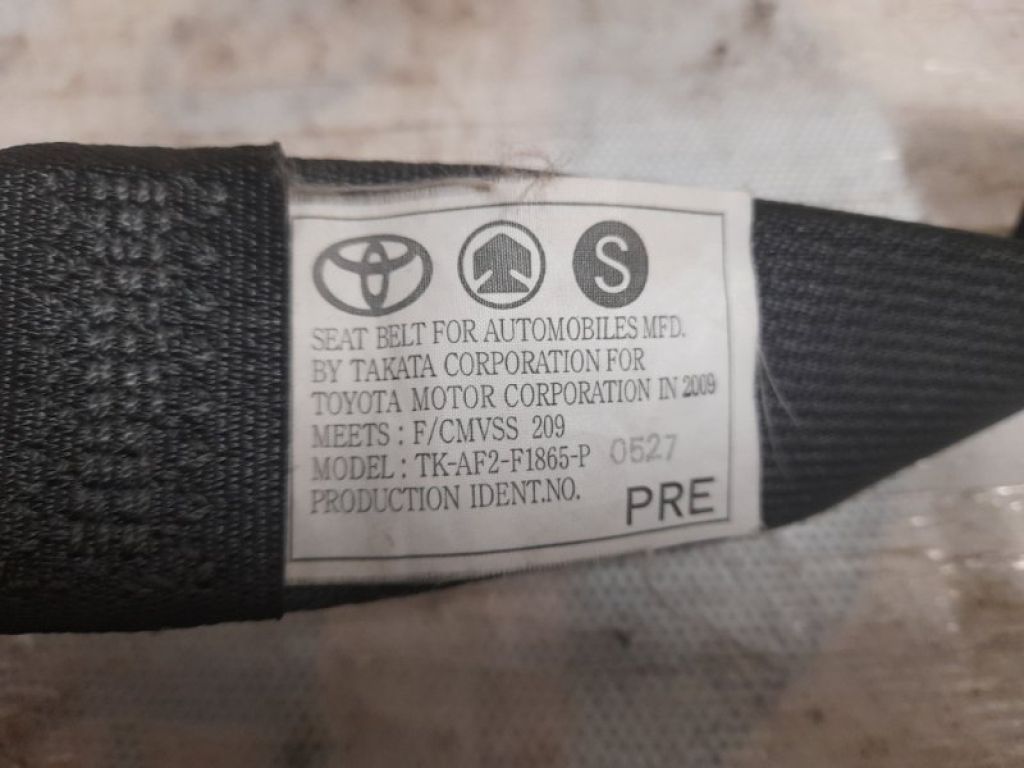 S
SEAT BELT FOR AUTOMOBILES MFD.
BY TAKATA CORPORATION FOR
TOYOTA MOTOR CORPORATION IN 2009
MEETS : F/CMVSS 209
MODEL : TK-AF2-F1865-P 0527
PRODUCTION IDENT.NO. PRE